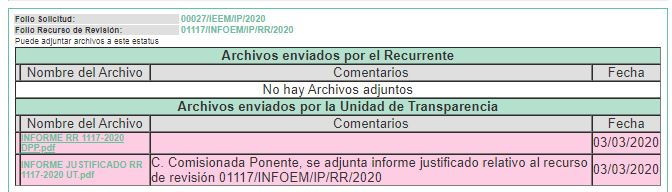 Folio Solicitud: 00027/IEEM/IP/2020
Folio Recurso de Revisión: 01117/INFOEM/IP/RR/2020
Puede adjuntar archivos a este estatus
Archivos enviados por el Recurrente
Nombre del Archivo Comentarios Fecha
No hay Archivos adjuntos
Archivos enviados por la Unidad de Transparencia
Nombre del Archivo Comentarios Fecha
INFORME RR 1117-2020
DPP.pdf
03/03/2020
INFORME JUSTIFICADO RR
1117-2020 UT.pdf
C. Comisionada Ponente, se adjunta informe justificado relativo al recurso
de revisión 01117/INFOEM/IP/RR/2020
03/03/2020